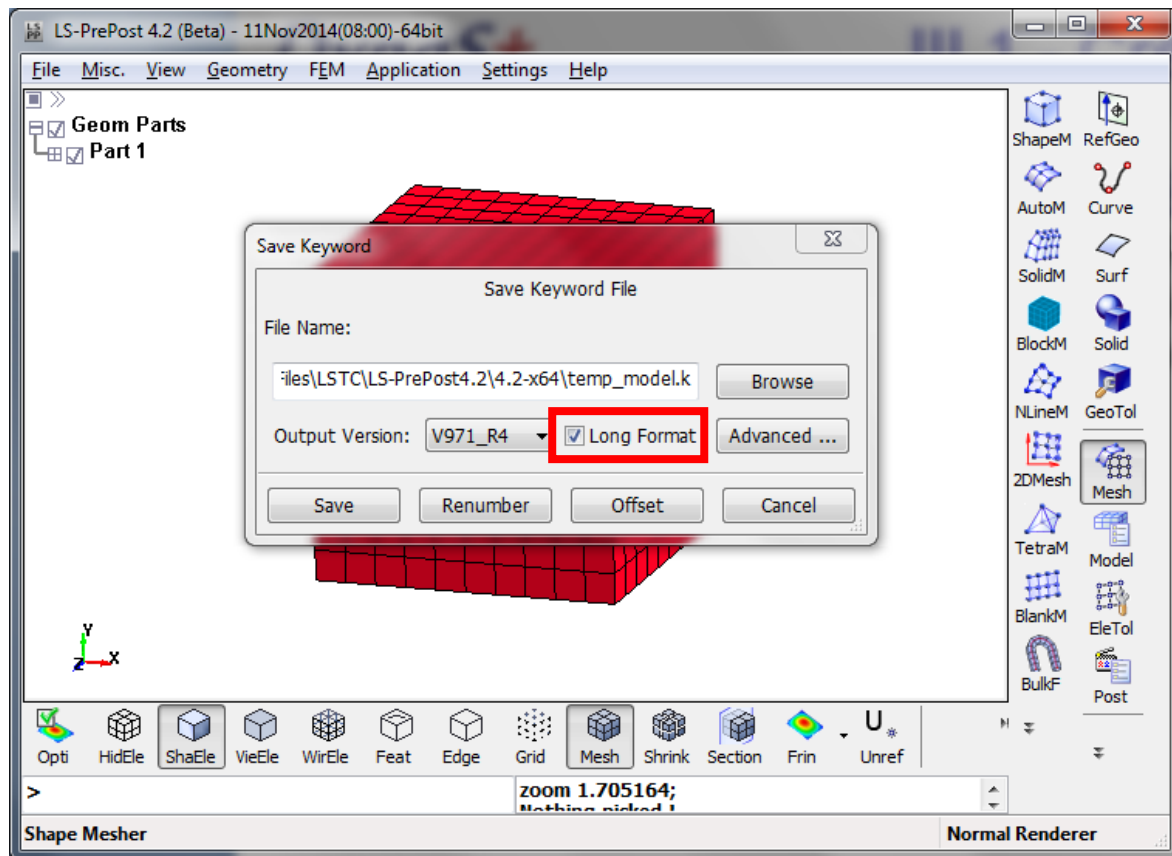 LS-PrePost 4.2 (Beta) - 11Nov2014(08:00)-64bit
File Misc. View Geometry FEM Application Settings Help
Geom Parts
Part 1
Save Keyword
Save Keyword File
File Name:
Files\LSTC\LS-PrePost4.2\4.2-x64\temp_model.k Browse
Output Version: V971_R4 Long Format Advanced ...
Save Renumber Offset Cancel
Y
Z X
ShapeM RefGeo
AutoM Curve
SolidM Surf
BlockM Solid
NLineM GeoTol
2DMesh Mesh
TetraM Model
BlankM EleTol
BulkF Post
Opti HidEle ShaEle VieEle WirEle Feat Edge Grid Mesh Shrink Section Frin Unref
> zoom 1.705164;
Nothing picked !
Shape Mesher Normal Renderer